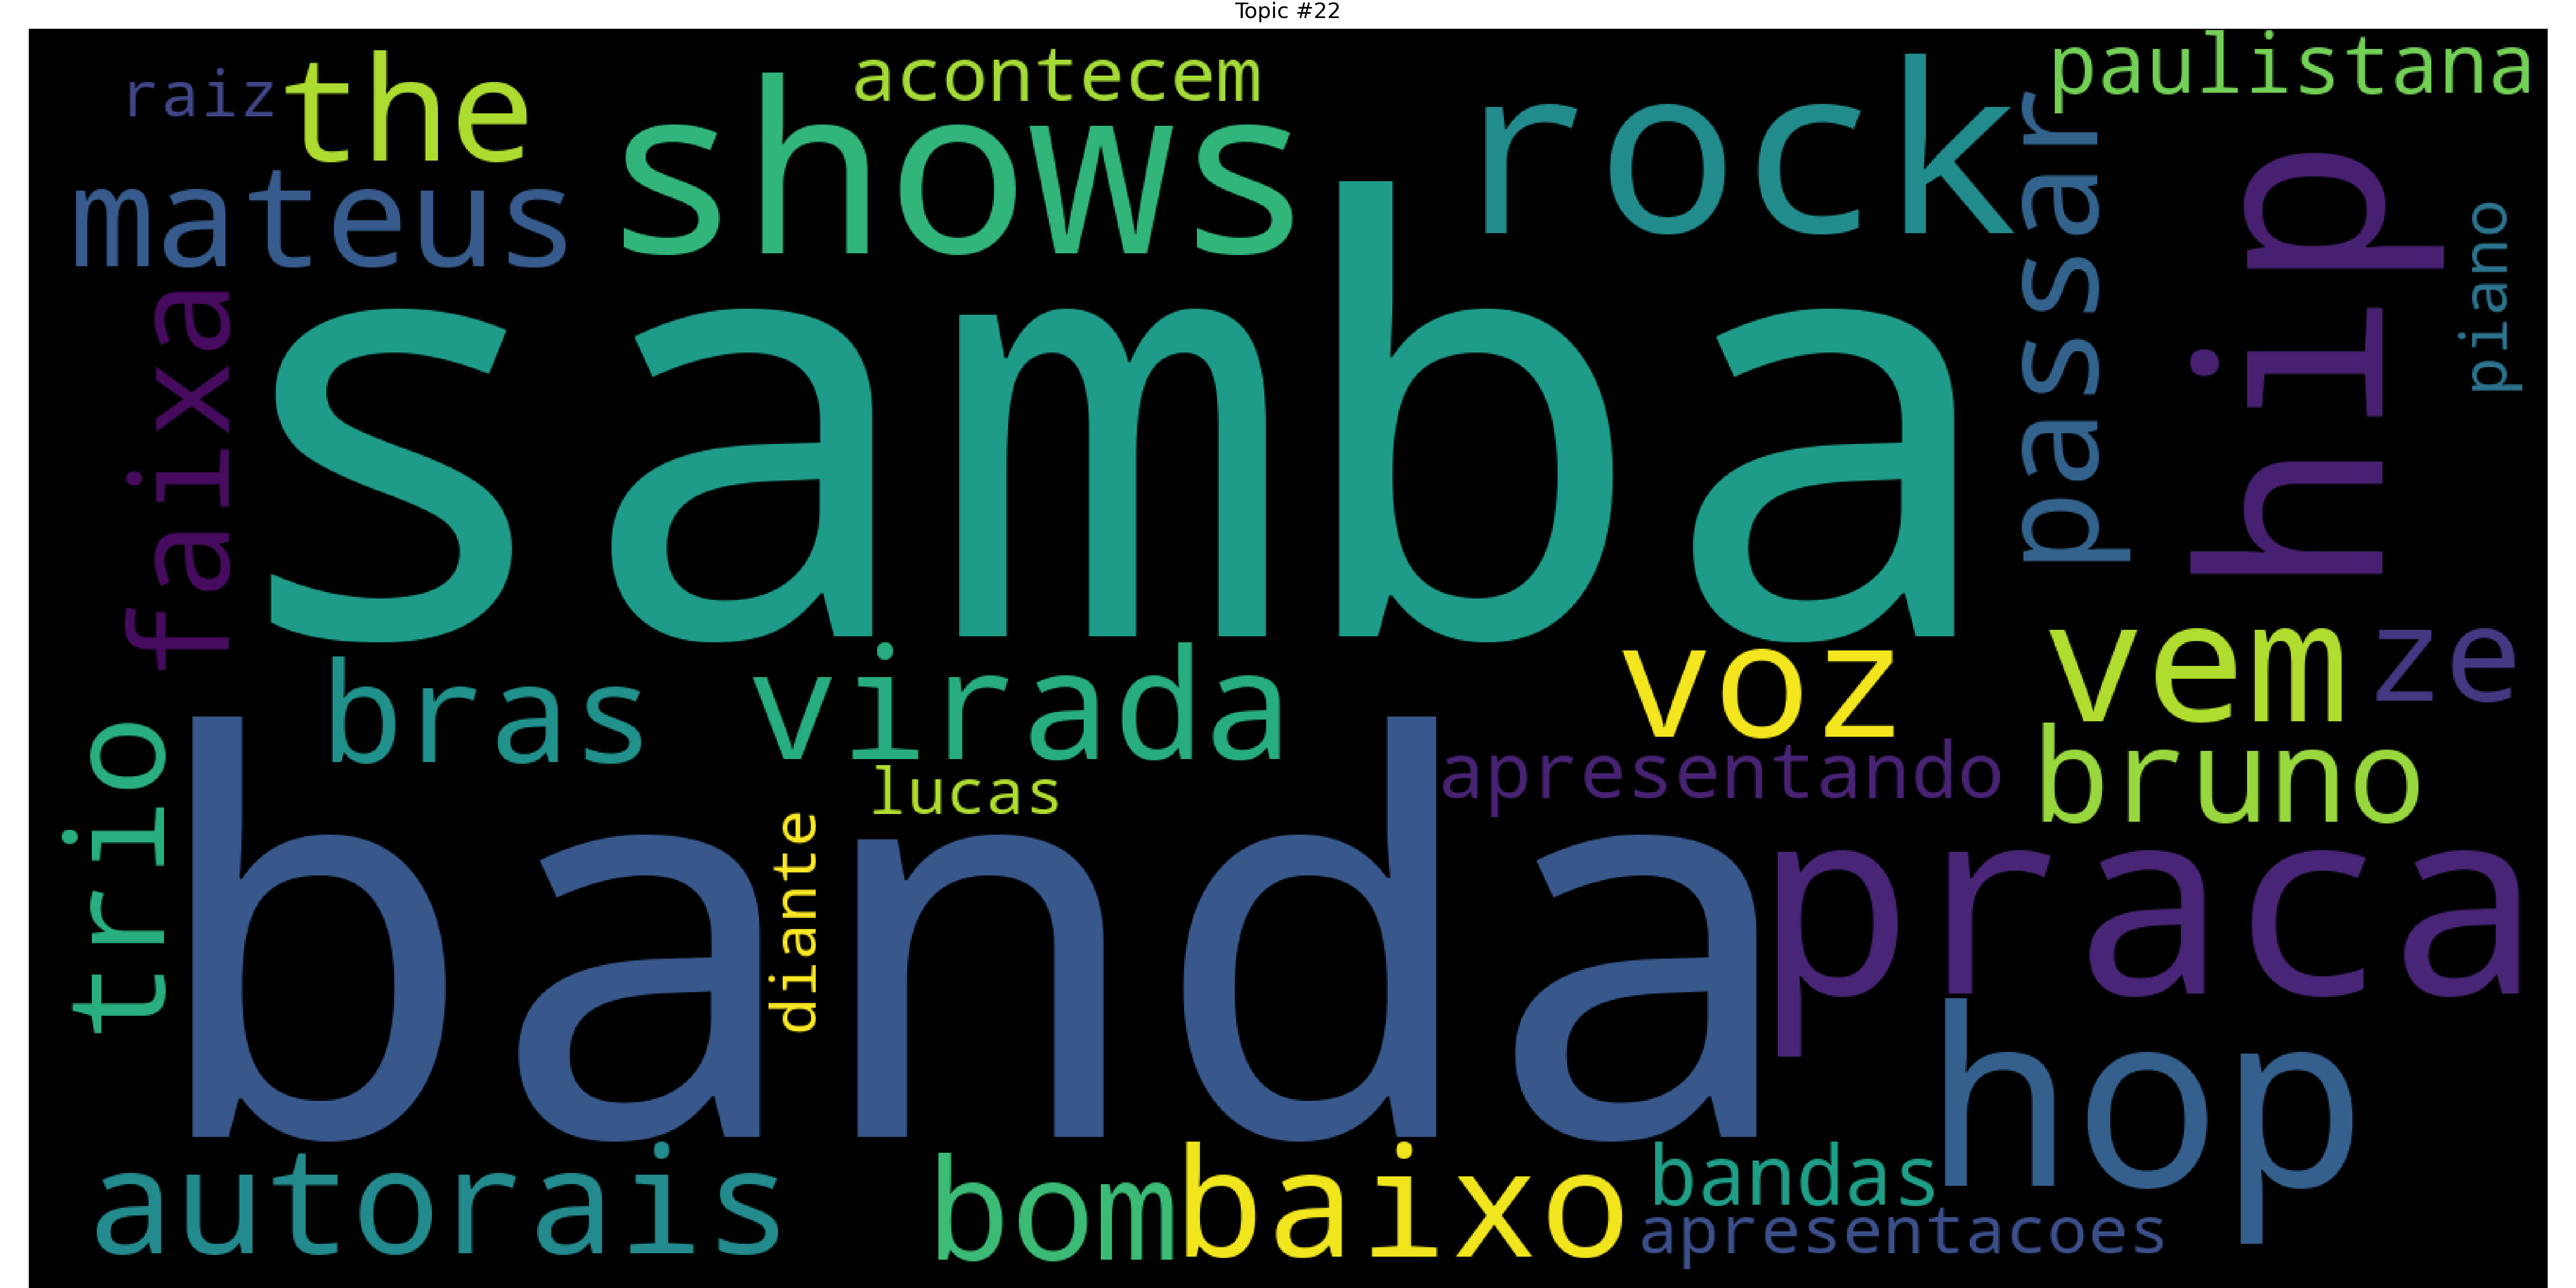 Topic #22
raiz
the
acontecem
paulistana
mateus
shows
rock
passar
hip
piano
faixa
samba
bras
virada
voz
vem
ze
trio
lucas
apresentando
bruno
diante
banda
praca
hop
autorais
bom
baixo
bandas
apresentacoes